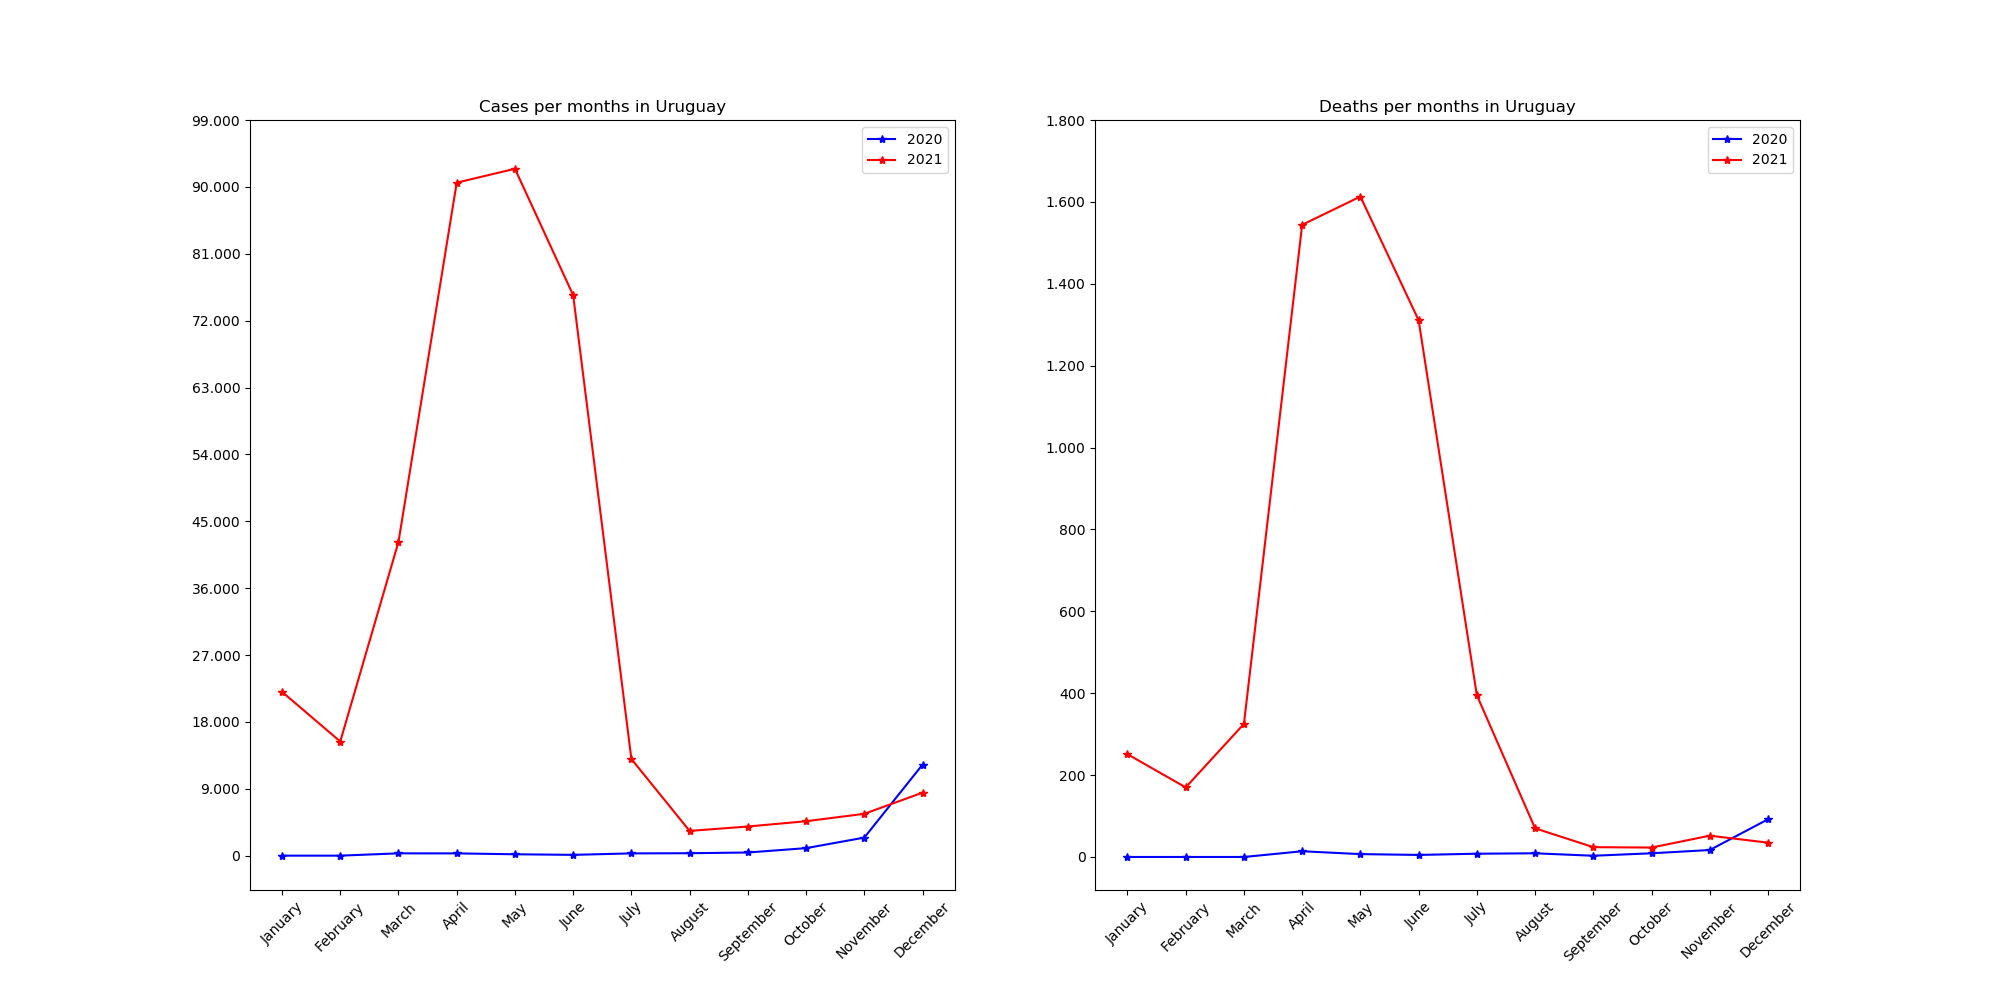 Cases per months in Uruguay
99.000
90.000
81.000
72.000
63.000
54.000
45.000
36.000
27.000
18.000
9.000
0
2020
2021
January
February
March
April
May
June
July
August
September
October
November
December
Deaths per months in Uruguay
1.800
1.600
1.400
1.200
1.000
800
600
400
200
0
2020
2021
January
February
March
April
May
June
July
August
September
October
November
December